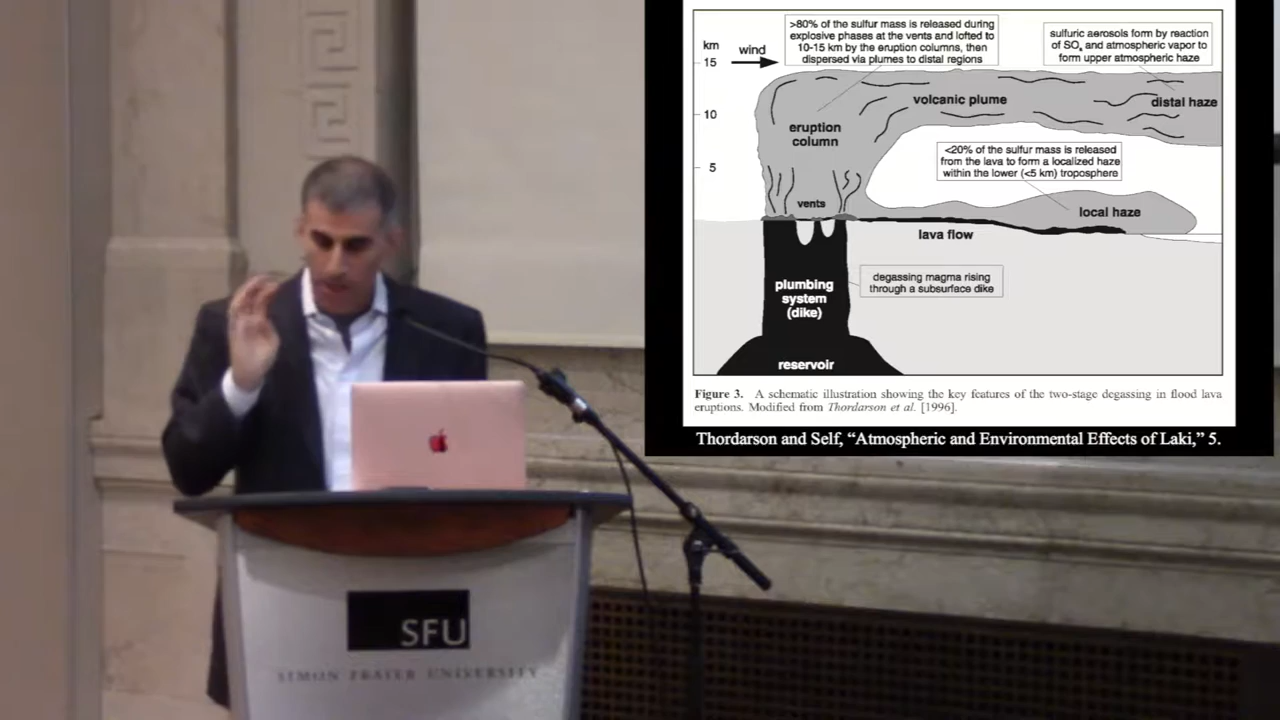 >80% of the sulfur mass is released during
explosive phases at the vents and lofted to
10-15 km by the eruption columns, then
dispersed via plumes to distal regions
sulfuric aerosols form by reaction
of SO₂ and atmospheric vapor to
form upper atmospheric haze
km
wind
15
volcanic plume
distal haze
10
eruption
column
<20% of the sulfur mass is released
from the lava to form a localized haze
within the lower (<5 km) troposphere
5
vents
local haze
lava flow
degassing magma rising
through a subsurface dike
plumbing
system
(dike)
reservoir
Figure 3. A schematic illustration showing the key features of the two-stage degassing in flood lava
eruptions. Modified from Thordarson et al. [1996].
Thordarson and Self, “Atmospheric and Environmental Effects of Laki,” 5.
SFU
SIMON FRASER UNIVERSITY